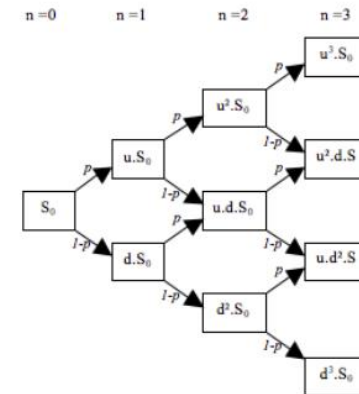 n =0 n =1 n =2 n =3
u³.S₀
p
u².S₀
p 1-p
u.S₀ u².d.S
p 1-p p
S₀ u.d.S₀
1-p p 1-p
d.S₀ u.d².S
1-p p
d².S₀
1-p
d³.S₀